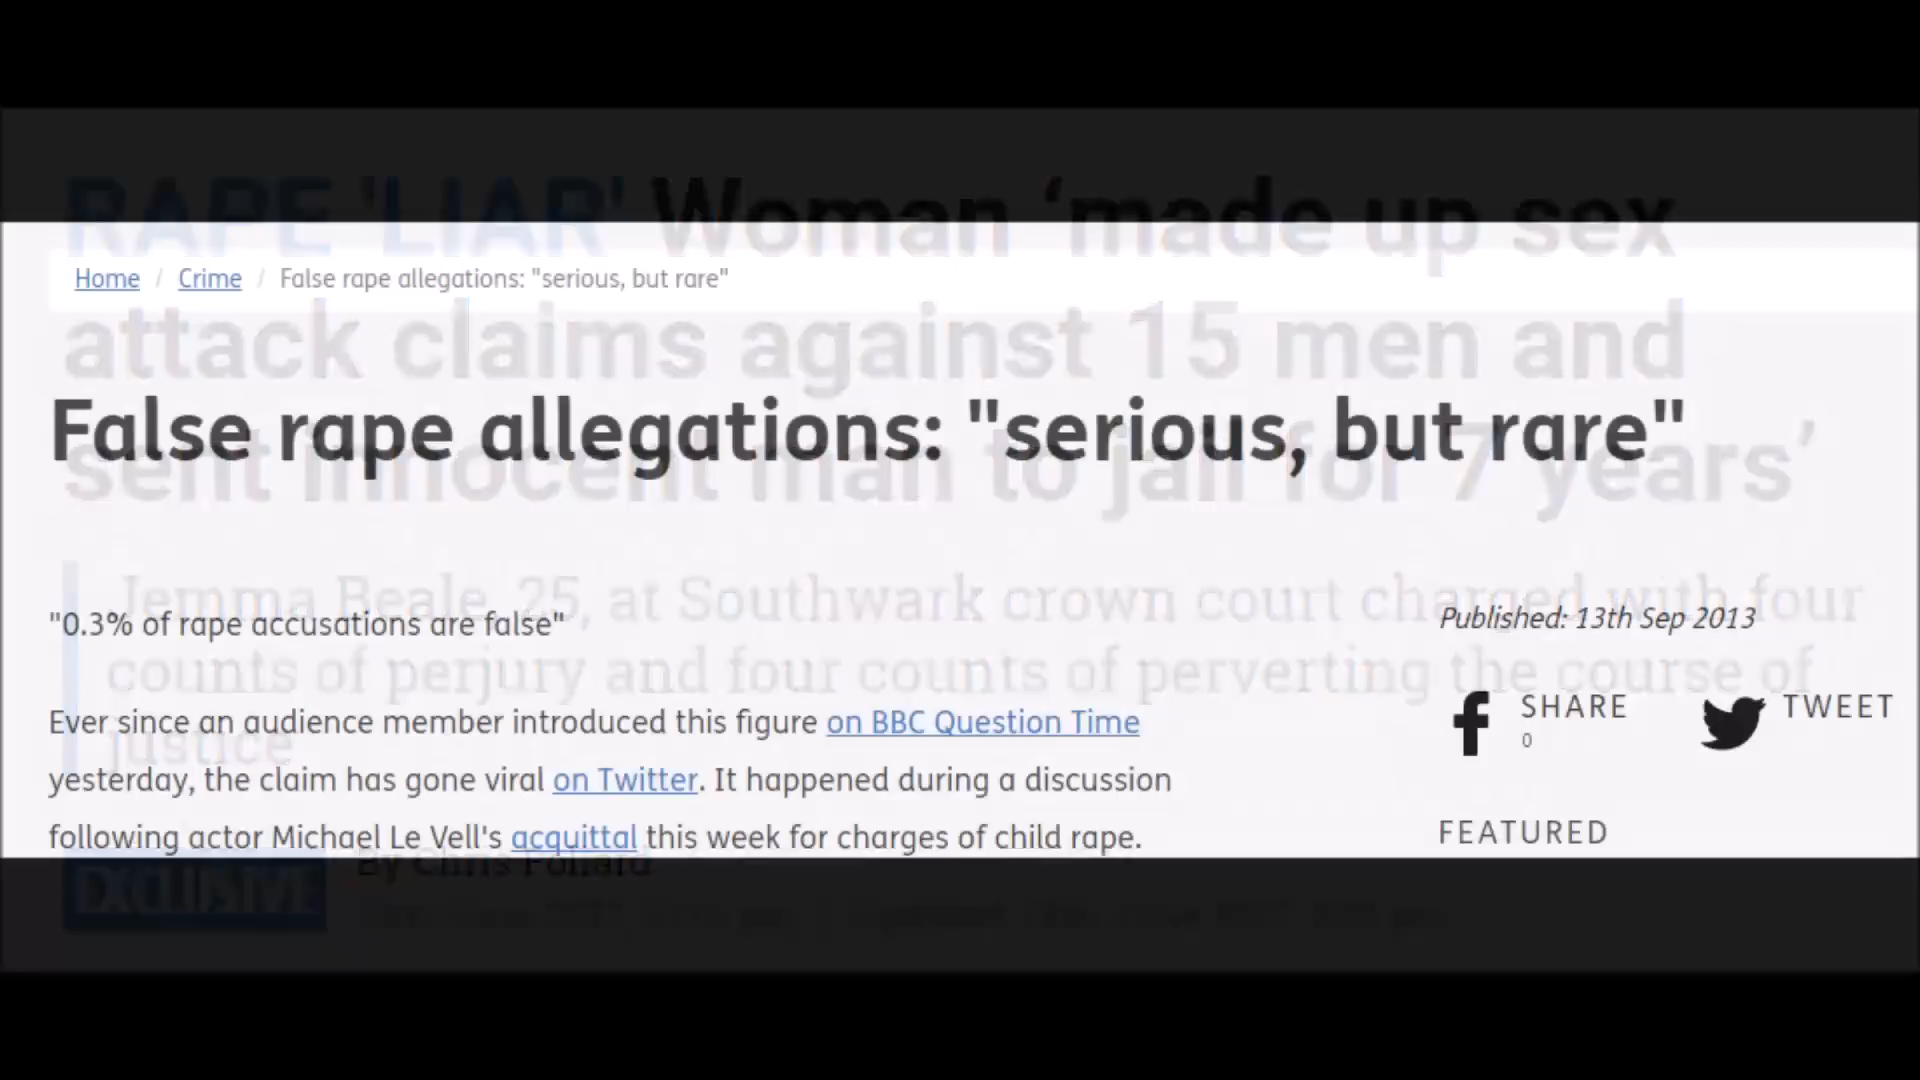 RAPE 'LIAR' Woman ‘made up sex
Home / Crime / False rape allegations: "serious, but rare"
attack claims against 15 men and
False rape allegations: "serious, but rare"
sent innocent man to jail for 7 years’
Jemma Beale, 25, at Southwark crown court charged with four
"0.3% of rape accusations are false"
Published: 13th Sep 2013
counts of perjury and four counts of perverting the course of
Ever since an audience member introduced this figure on BBC Question Time
SHARE
0
TWEET
justice
yesterday, the claim has gone viral on Twitter. It happened during a discussion
following actor Michael Le Vell's acquittal this week for charges of child rape.
FEATURED
By Chris Pollard
EXCLUSIVE